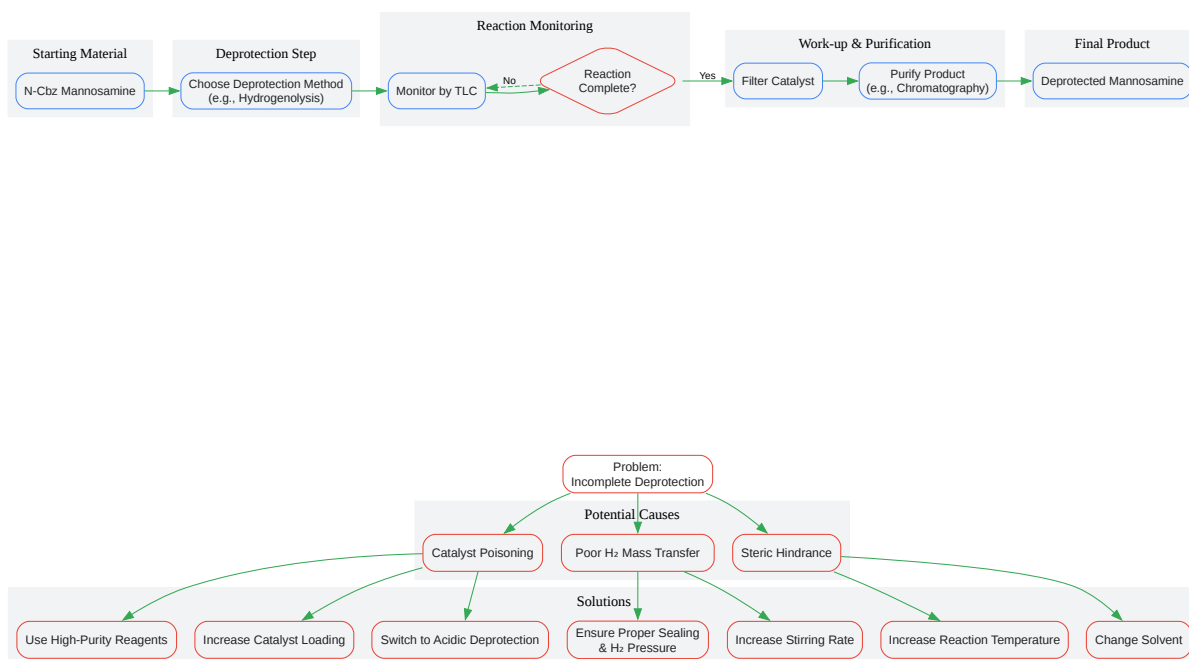 Starting Material
N-Cbz Mannosamine
Deprotection Step
Choose Deprotection Method
(e.g., Hydrogenolysis)
Reaction Monitoring
Monitor by TLC
No
Reaction
Complete?
Yes
Work-up & Purification
Filter Catalyst
Purify Product
(e.g., Chromatography)
Final Product
Deprotected Mannosamine
Problem:
Incomplete Deprotection
Potential Causes
Catalyst Poisoning
Poor H₂ Mass Transfer
Steric Hindrance
Solutions
Use High-Purity Reagents
Increase Catalyst Loading
Switch to Acidic Deprotection
Ensure Proper Sealing
& H₂ Pressure
Increase Stirring Rate
Increase Reaction Temperature
Change Solvent